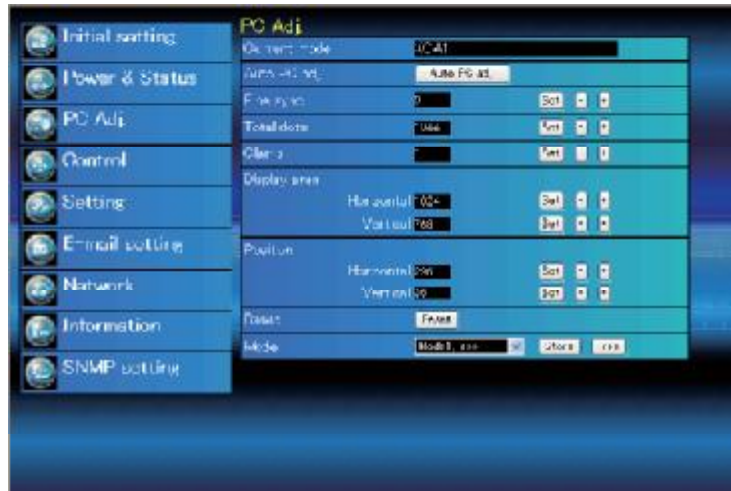 Initial setting
Power & Status
PC Adj.
Control
Setting
E-mail setting
Network
Information
SNMP setting
PC Adj.
Current mode
Auto PC adj. Auto PC adj.
Fine sync Set - +
Total dots Set - +
Clamp Set - +
Display area
Horizontal 1024 Set - +
Vertical 768 Set - +
Position
Horizontal Set - +
Vertical Set - +
Reset Reset
Mode Store